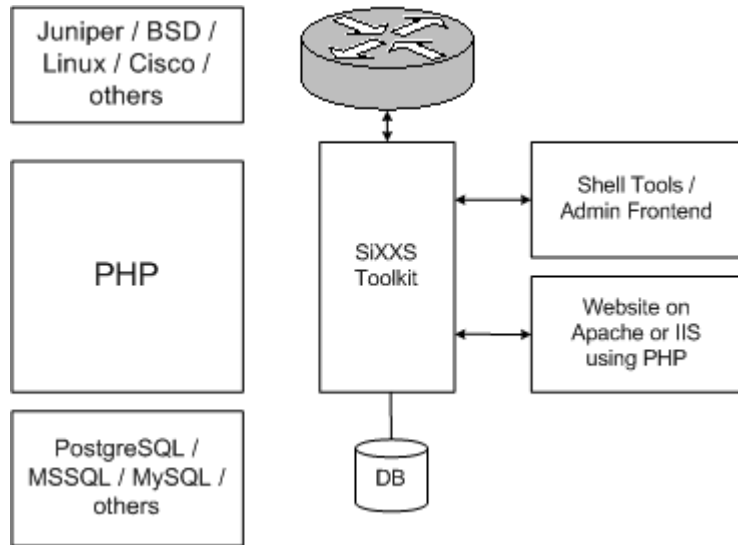 Juniper / BSD /
Linux / Cisco /
others
PHP
PostgreSQL /
MSSQL / MySQL /
others
SiXXS
Toolkit
DB
Shell Tools /
Admin Frontend
Website on
Apache or IIS
using PHP